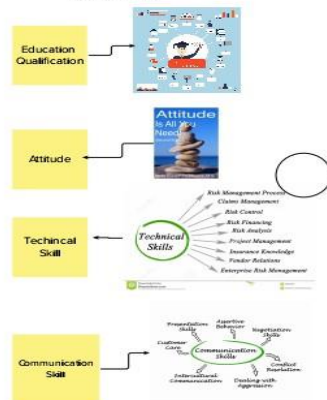 Education
Qualification
Attitude
Is All You
Need
Attitude
Techincal
Skill
Technical
Skills
Risk Management Process
Claims Management
Risk Control
Risk Financing
Risk Analysis
Project Management
Insurance Knowledge
Vendor Relations
Enterprise Risk Management
Communication
Skill
Communication
Skills
Presentation
Skills
Assertive
Behavior
Negotiation
Skills
Customer
Care
Conflict
Resolution
Intercultural
Communication
Dealing with
Aggression